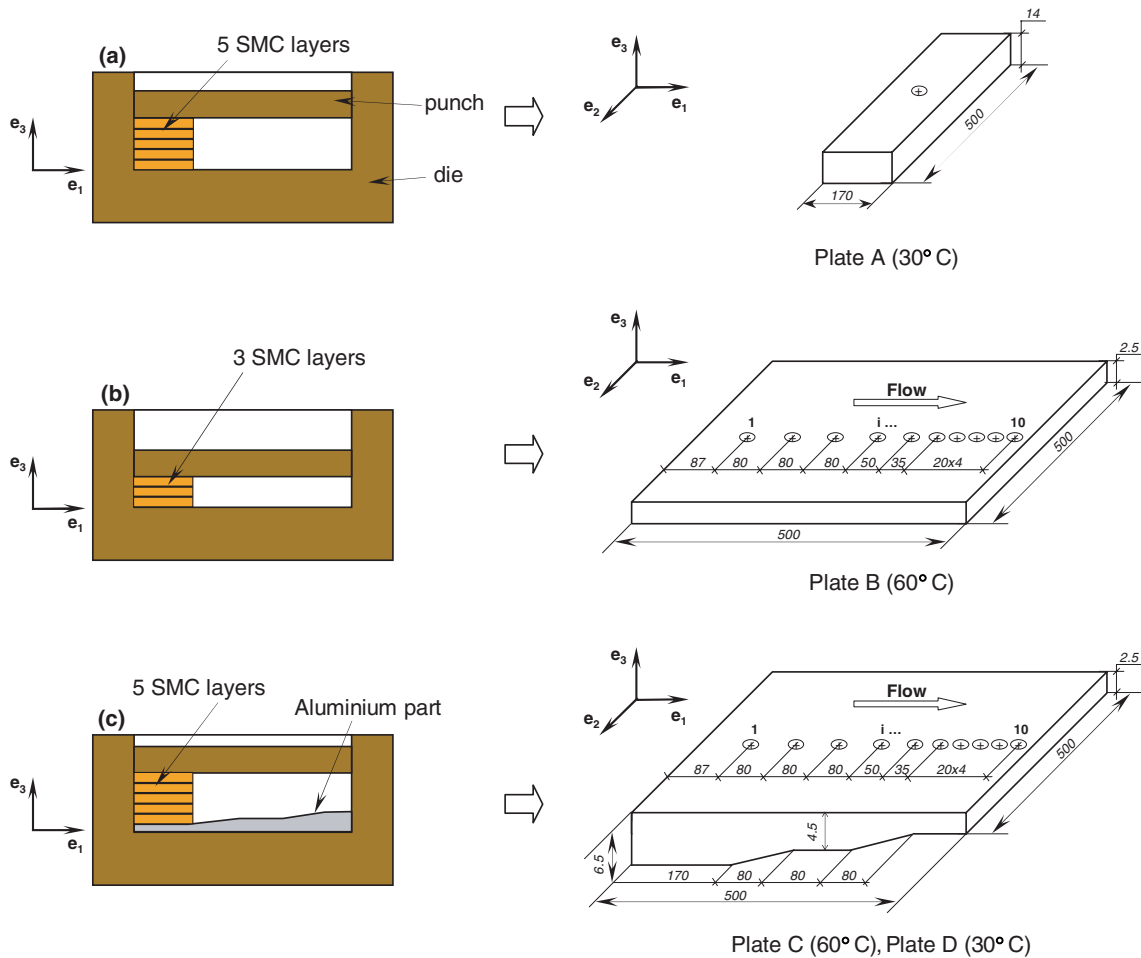 (a)
5 SMC layers
punch
die
e3
e1
e3
e2
e1
14
500
170
Plate A (30° C)
(b)
3 SMC layers
e3
e1
e3
e2
e1
2.5
Flow
1
i ...
10
87
80
80
80
50
35
20x4
500
500
Plate B (60° C)
(c)
5 SMC layers
Aluminium part
e3
e1
e3
e2
e1
2.5
Flow
1
i ...
10
87
80
80
80
50
35
20x4
500
4.5
6.5
170
80
80
80
500
Plate C (60° C), Plate D (30° C)